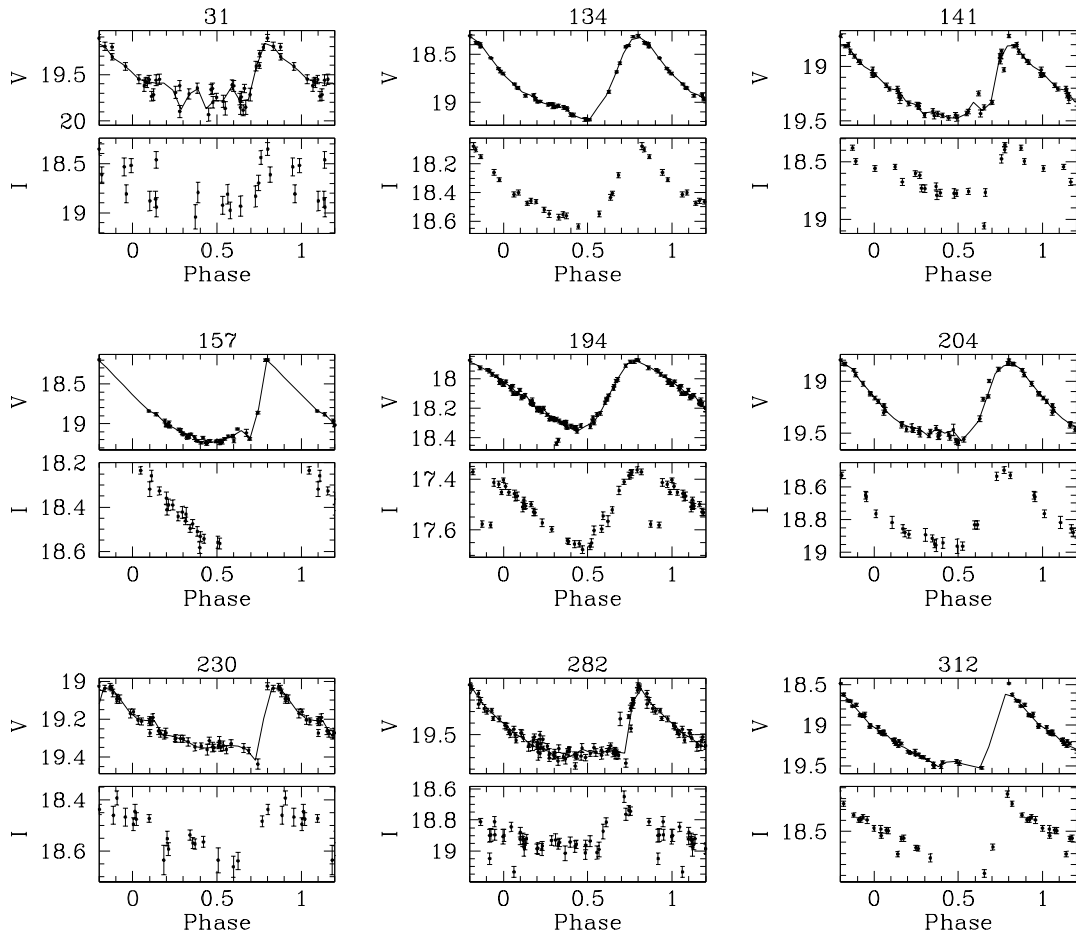 31 134 141
V 19.5 20
V 18.5 19
V 19 19.5
I 18.5 19
I 18.2 18.4 18.6
I 18.5 19
0 0.5 1 0 0.5 1 0 0.5 1
Phase Phase Phase
157 194 204
V 18.5 19
V 18 18.2 18.4
V 19 19.5
I 18.2 18.4 18.6
I 17.4 17.6
I 18.6 18.8 19
0 0.5 1 0 0.5 1 0 0.5 1
Phase Phase Phase
230 282 312
V 19 19.2 19.4
V 19.5
V 18.5 19 19.5
I 18.4 18.6
I 18.6 18.8 19
I 18.5
0 0.5 1 0 0.5 1 0 0.5 1
Phase Phase Phase